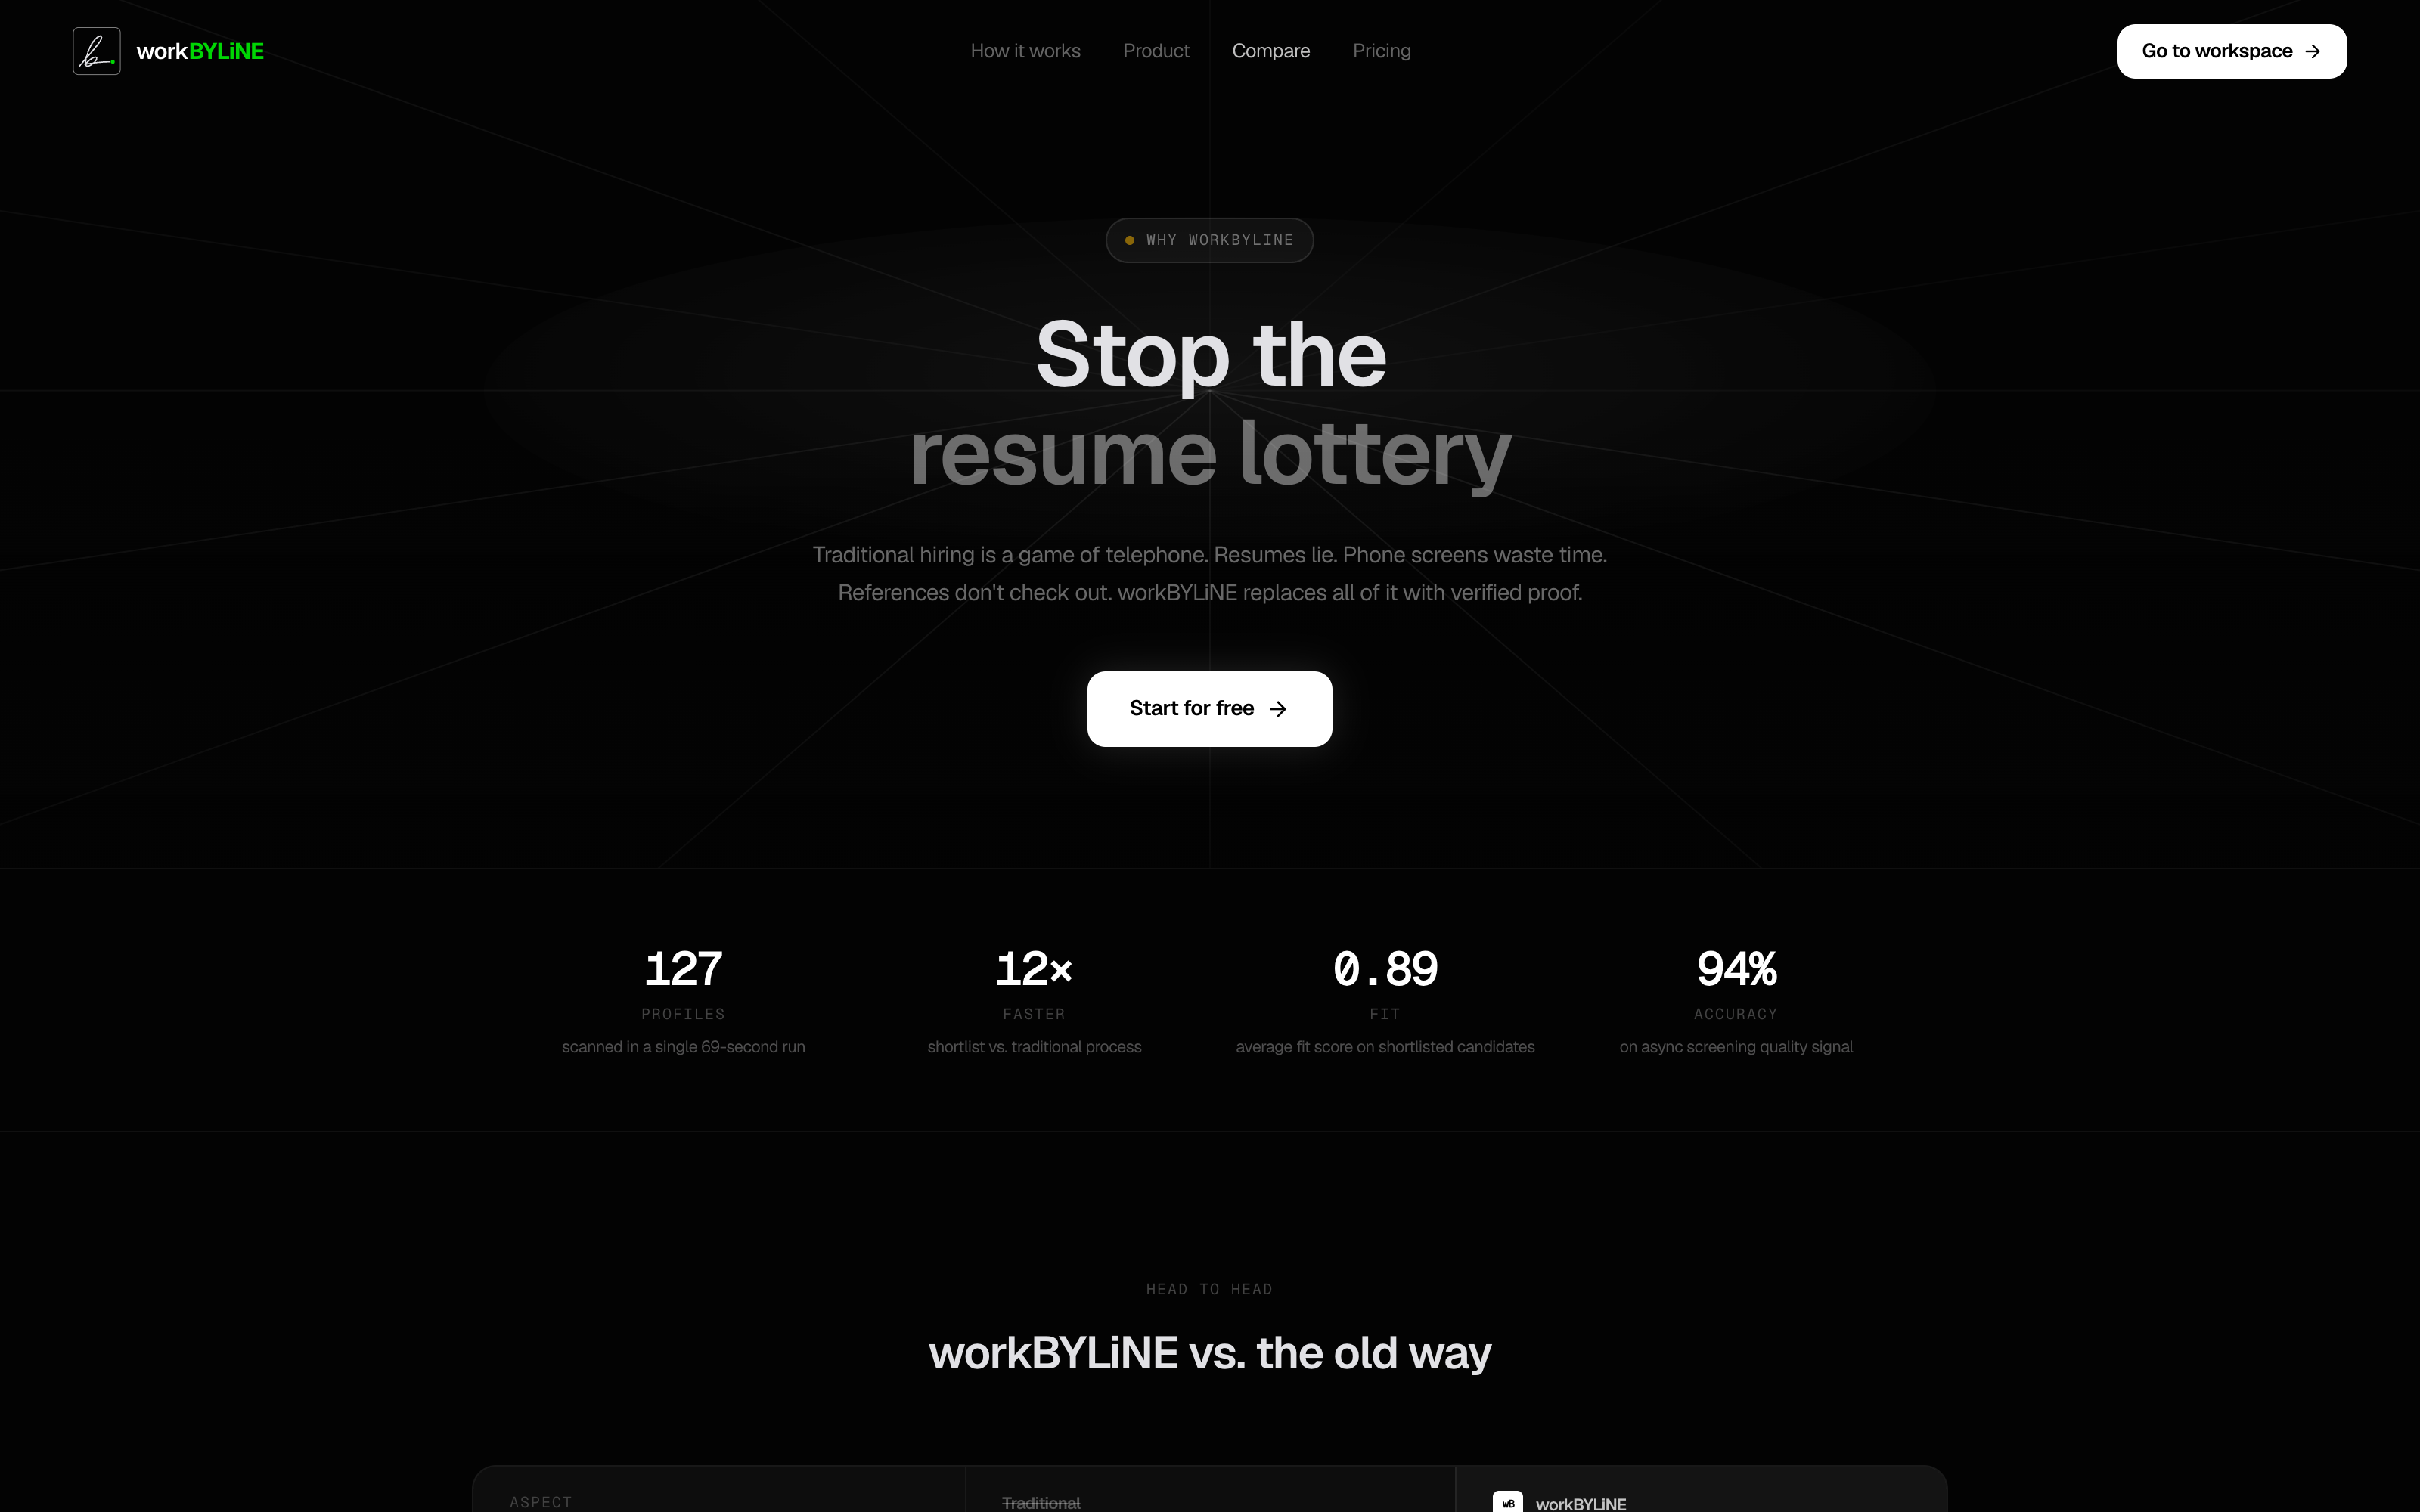 workBYLiNE
How it works
Product
Compare
Pricing
Go to workspace
WHY WORKBYLINE
Stop the
resume lottery
Traditional hiring is a game of telephone. Resumes lie. Phone screens waste time.
References don't check out. workBYLiNE replaces all of it with verified proof.
Start for free
127
PROFILES
scanned in a single 69-second run
12×
FASTER
shortlist vs. traditional process
0.89
FIT
average fit score on shortlisted candidates
94%
ACCURACY
on async screening quality signal
HEAD TO HEAD
workBYLiNE vs. the old way
ASPECT
Traditional
wB
workBYLiNE